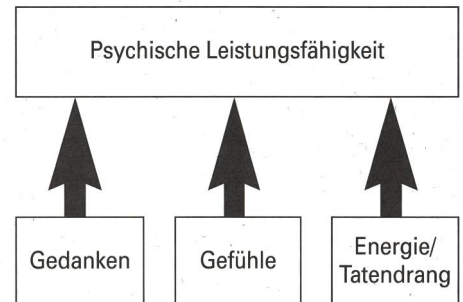 Psychische Leistungsfähigkeit
Gedanken
Gefühle
Energie/
Tatendrang